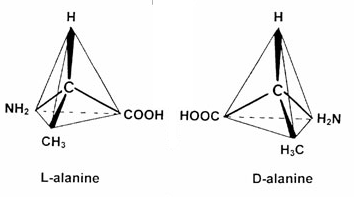 H
C
NH2
COOH
CH3
L-alanine
H
C
HOOC
H2N
H3C
D-alanine